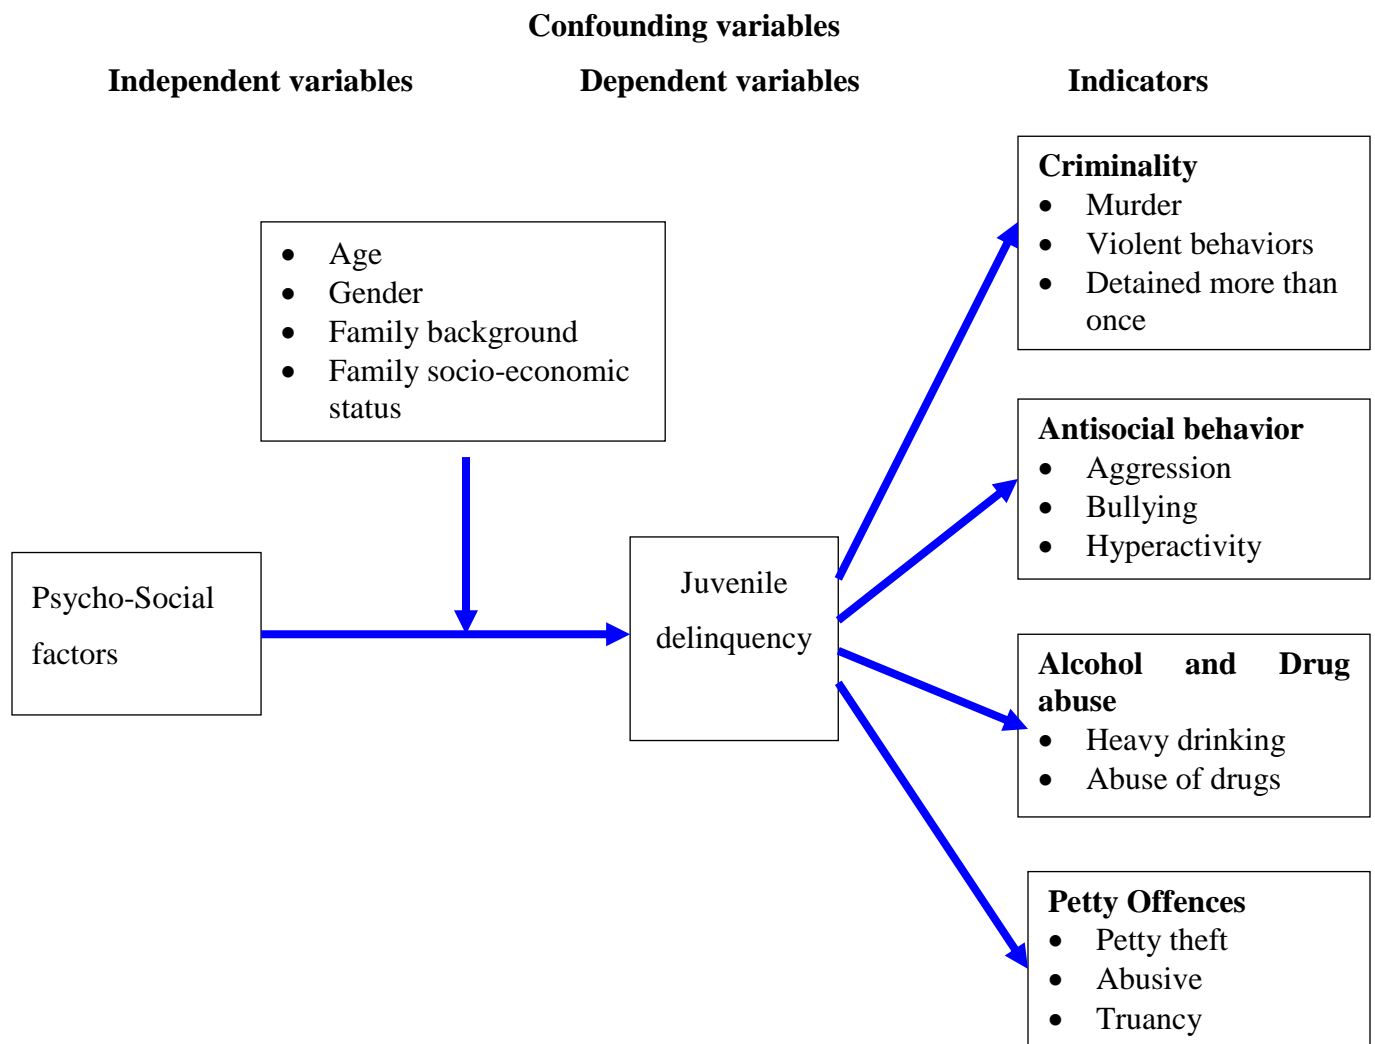 Confounding variables
Independent variables
Dependent variables
Indicators
• Age
• Gender
• Family background
• Family socio-economic
status
Psycho-Social
factors
Juvenile
delinquency
Criminality
• Murder
• Violent behaviors
• Detained more than
once
Antisocial behavior
• Aggression
• Bullying
• Hyperactivity
Alcohol and Drug
abuse
• Heavy drinking
• Abuse of drugs
Petty Offences
• Petty theft
• Abusive
• Truancy